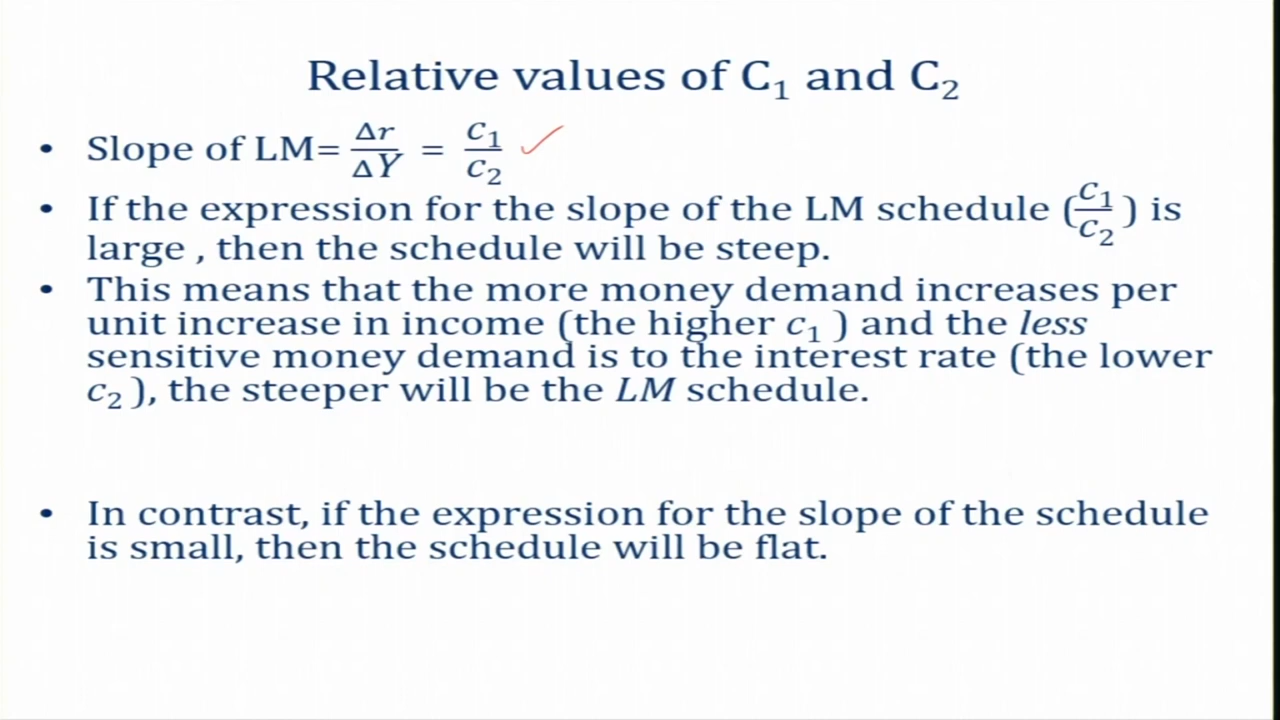 Relative values of C₁ and C₂
• Slope of LM= Δr/ΔY = c₁/c₂ ✓
• If the expression for the slope of the LM schedule (c₁/c₂) is
large , then the schedule will be steep.
• This means that the more money demand increases per
unit increase in income (the higher c₁ ) and the less
sensitive money demand is to the interest rate (the lower
c₂ ), the steeper will be the LM schedule.
• In contrast, if the expression for the slope of the schedule
is small, then the schedule will be flat.